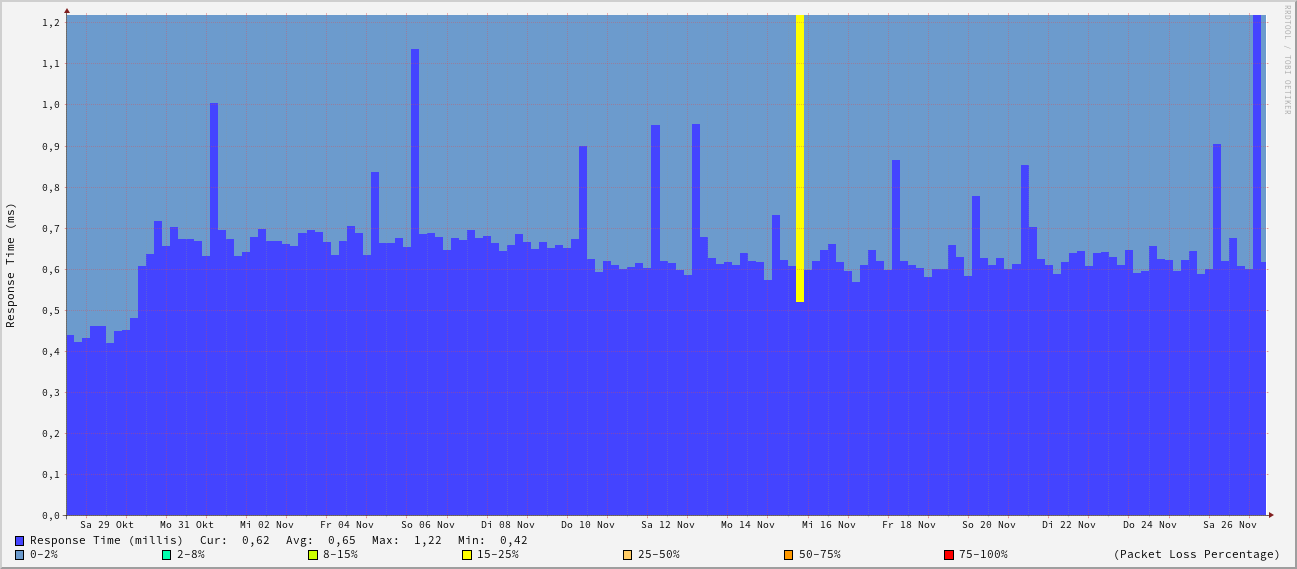 RRDTOOL / TOBI OETIKER
Response Time (ms)
1,2
1,1
1,0
0,9
0,8
0,7
0,6
0,5
0,4
0,3
0,2
0,1
0,0
Sa 29 Okt Mo 31 Okt Mi 02 Nov Fr 04 Nov So 06 Nov Di 08 Nov Do 10 Nov Sa 12 Nov Mo 14 Nov Mi 16 Nov Fr 18 Nov So 20 Nov Di 22 Nov Do 24 Nov Sa 26 Nov
Response Time (millis) Cur: 0,62 Avg: 0,65 Max: 1,22 Min: 0,42
0-2% 2-8% 8-15% 15-25% 25-50% 50-75% 75-100% (Packet Loss Percentage)